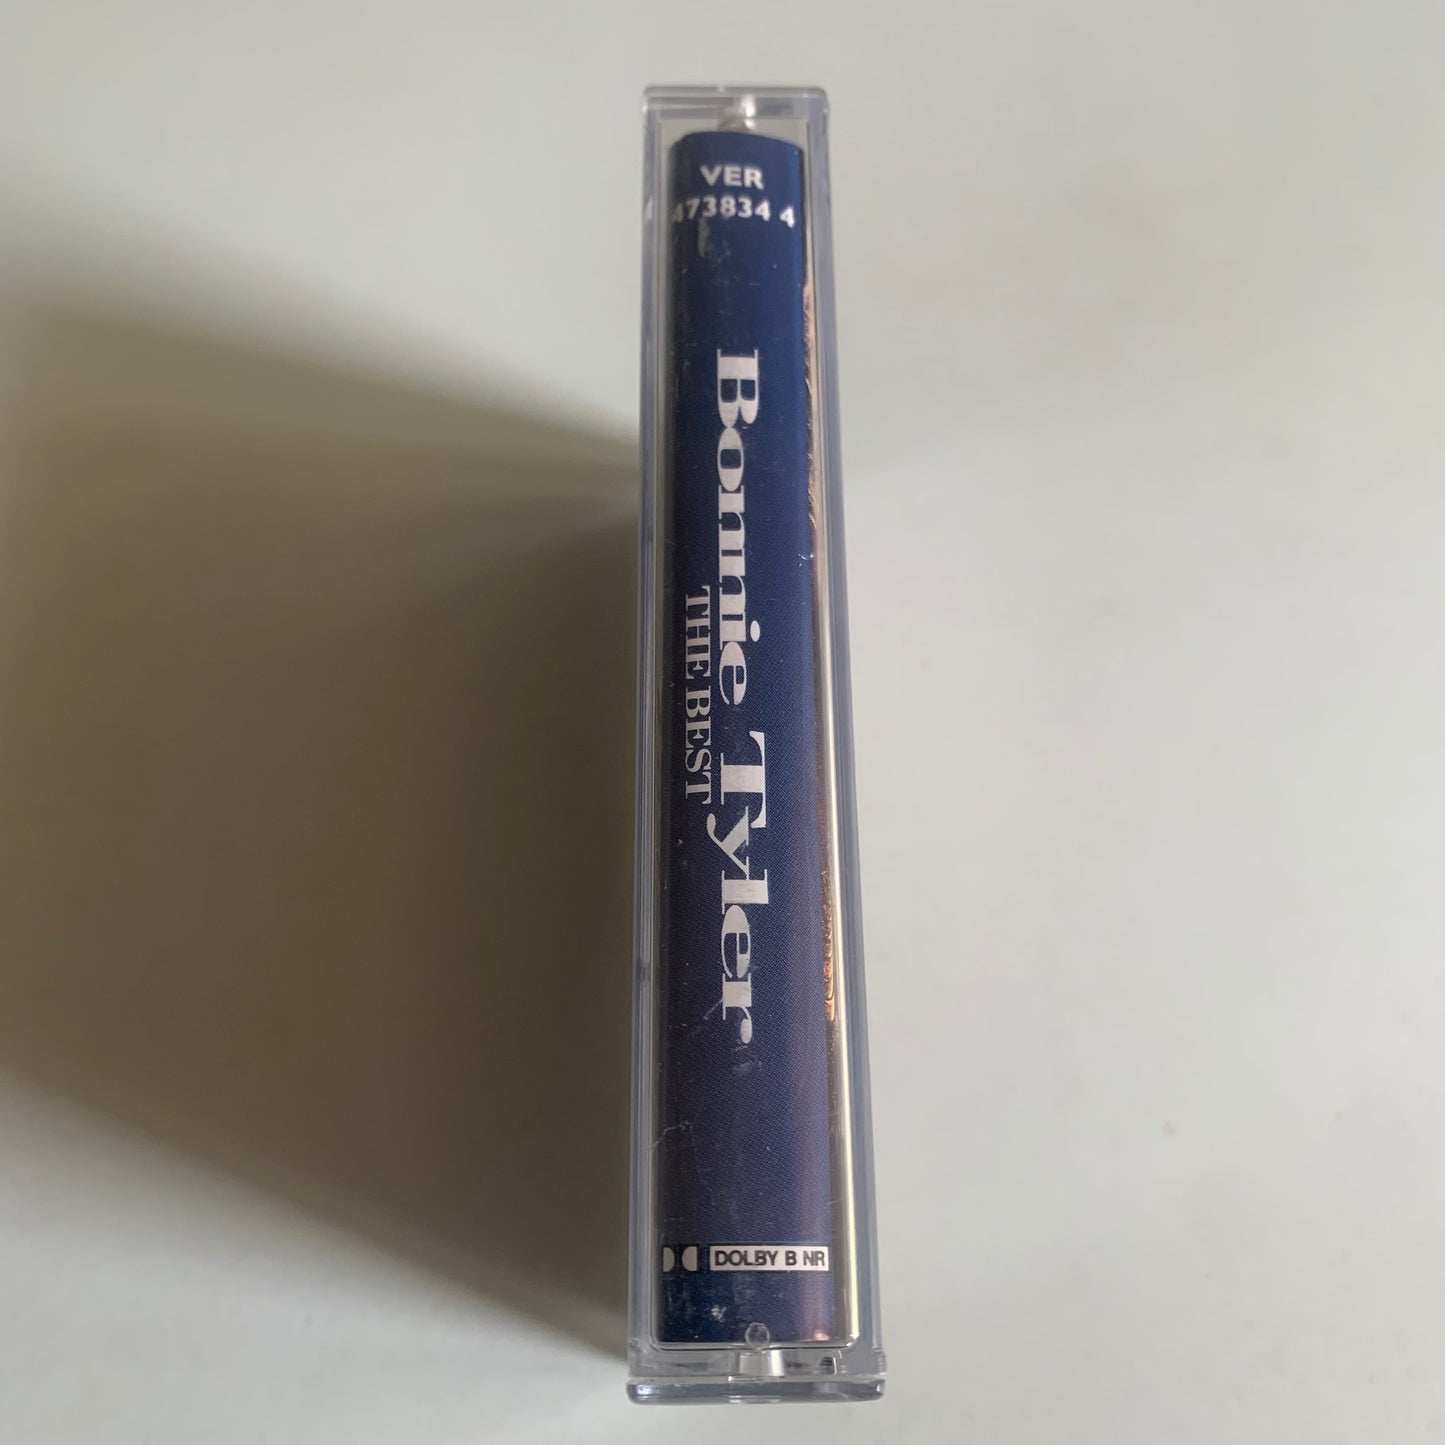 VER
473834 4
Bonnie Tyler
THE BEST
DOLBY B NR